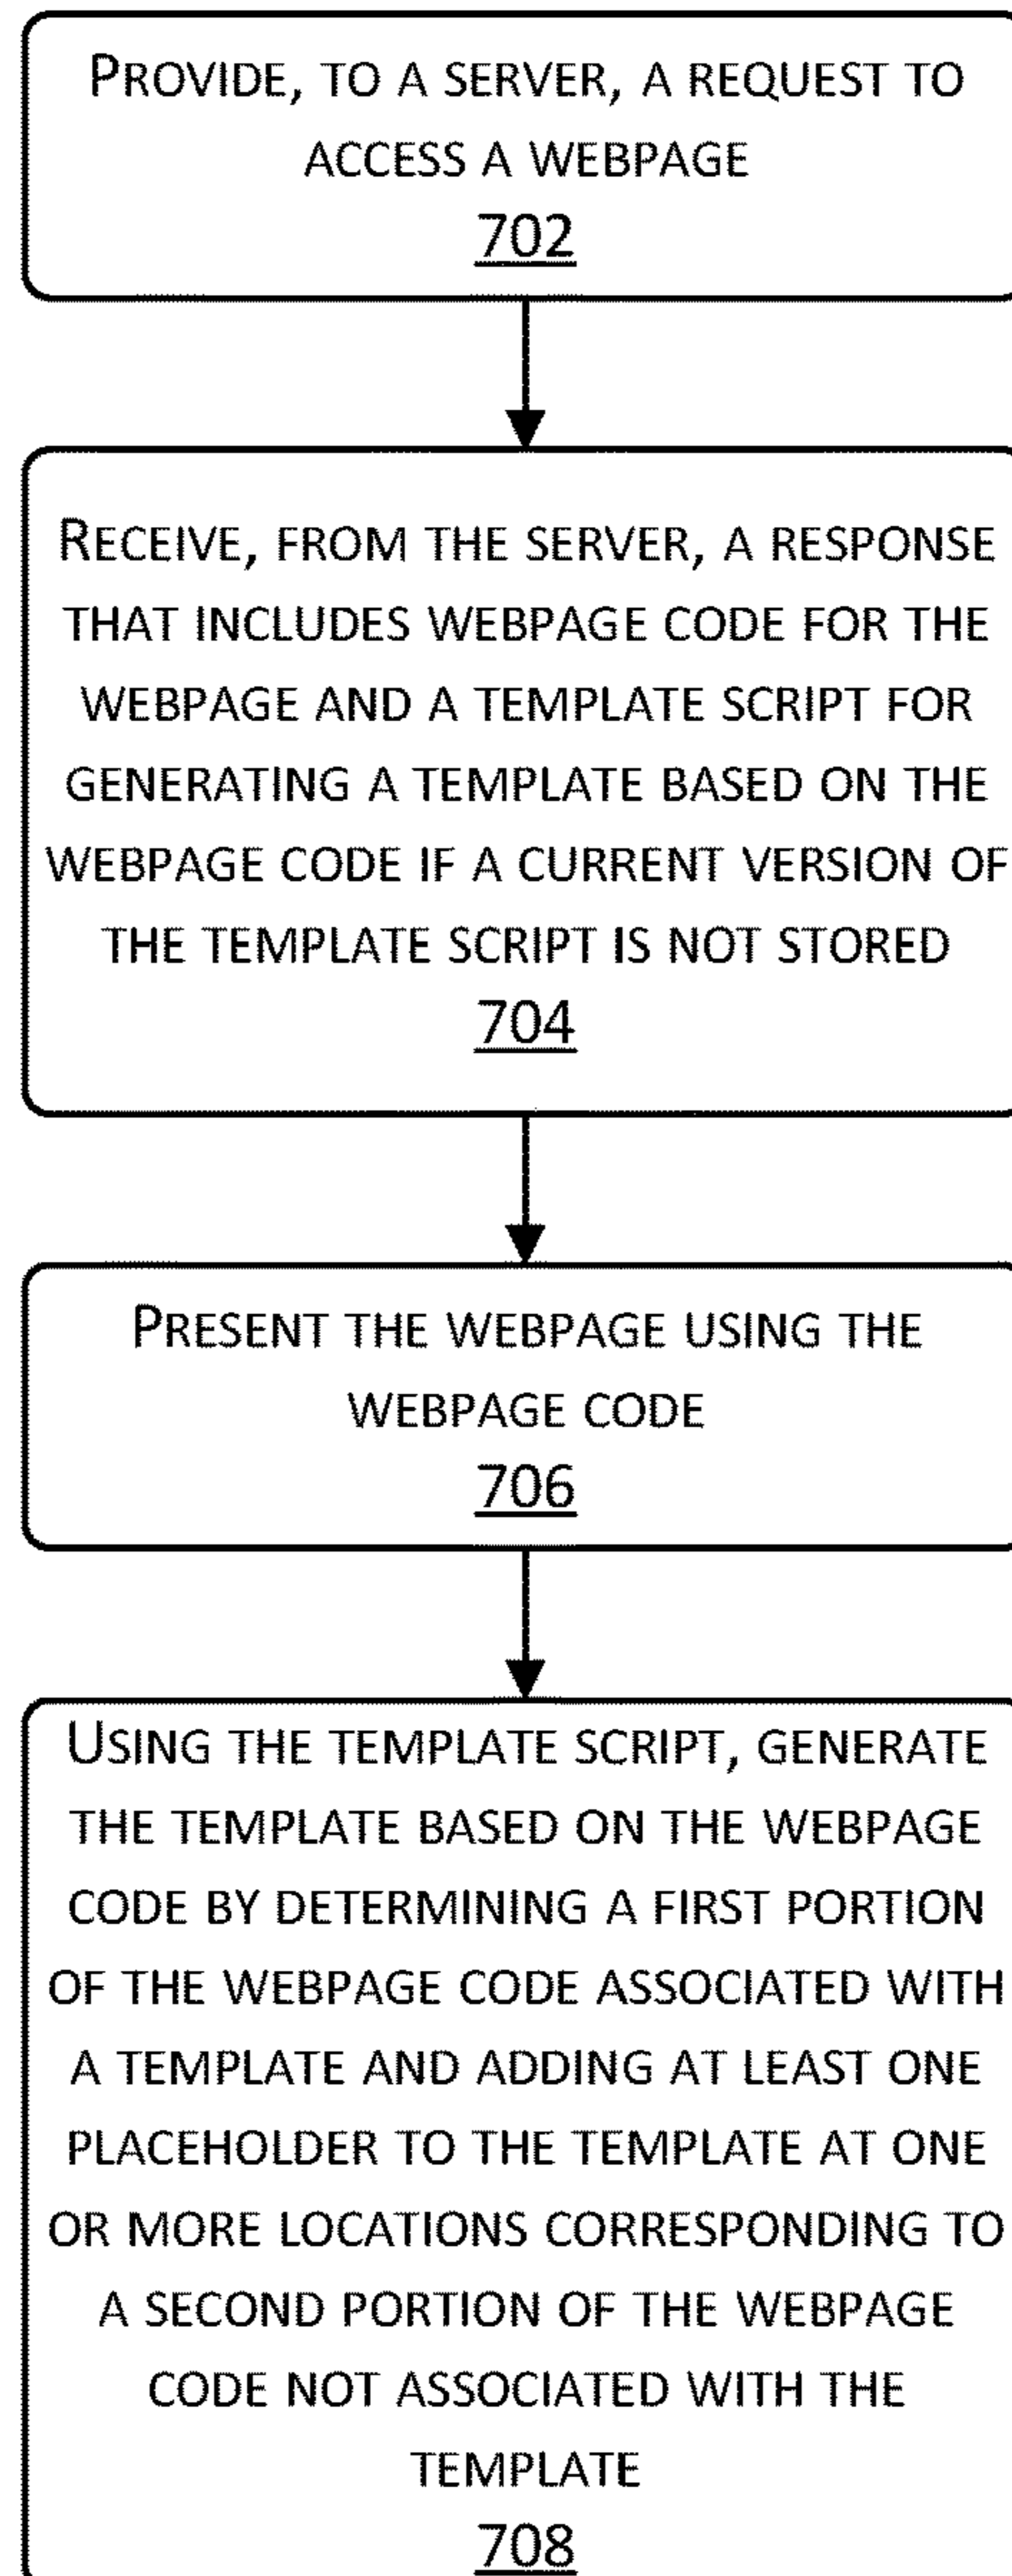 PROVIDE, TO A SERVER, A REQUEST TO
ACCESS A WEBPAGE
702
RECEIVE, FROM THE SERVER, A RESPONSE
THAT INCLUDES WEBPAGE CODE FOR THE
WEBPAGE AND A TEMPLATE SCRIPT FOR
GENERATING A TEMPLATE BASED ON THE
WEBPAGE CODE IF A CURRENT VERSION OF
THE TEMPLATE SCRIPT IS NOT STORED
704
PRESENT THE WEBPAGE USING THE
WEBPAGE CODE
706
USING THE TEMPLATE SCRIPT, GENERATE
THE TEMPLATE BASED ON THE WEBPAGE
CODE BY DETERMINING A FIRST PORTION
OF THE WEBPAGE CODE ASSOCIATED WITH
A TEMPLATE AND ADDING AT LEAST ONE
PLACEHOLDER TO THE TEMPLATE AT ONE
OR MORE LOCATIONS CORRESPONDING TO
A SECOND PORTION OF THE WEBPAGE
CODE NOT ASSOCIATED WITH THE
TEMPLATE
708